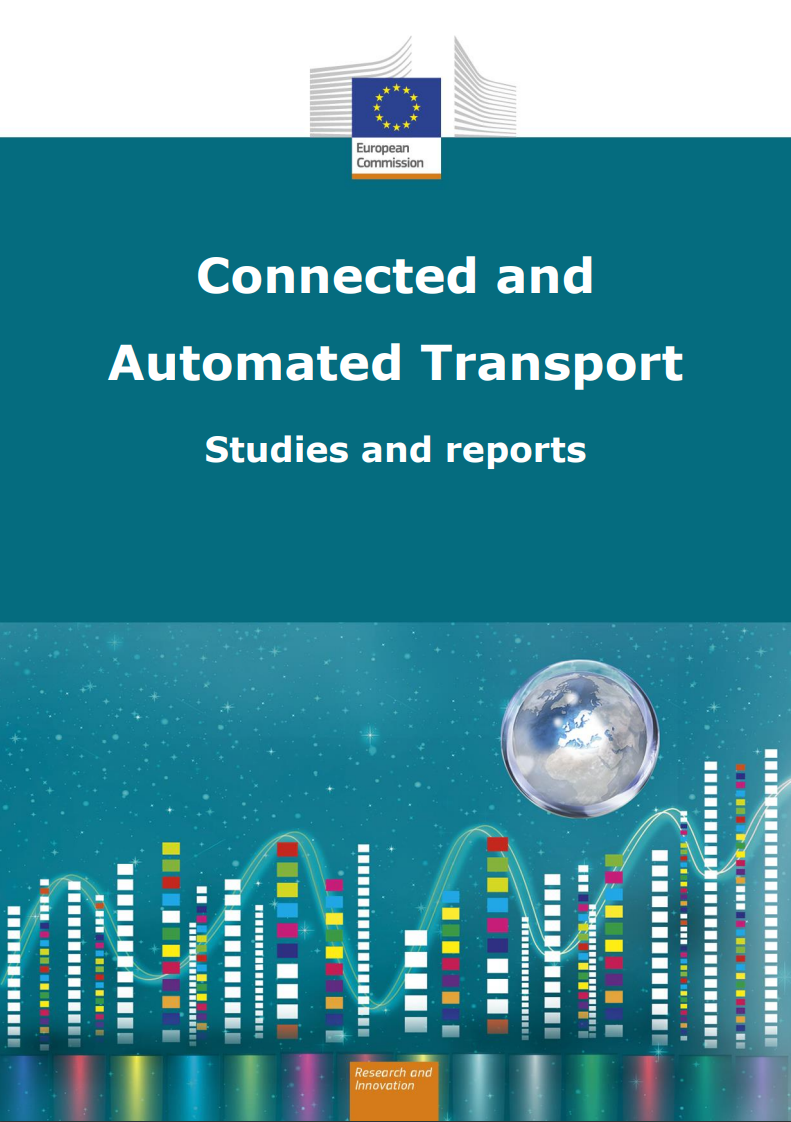 European
Commission
Connected and
Automated Transport
Studies and reports
Research and
Innovation